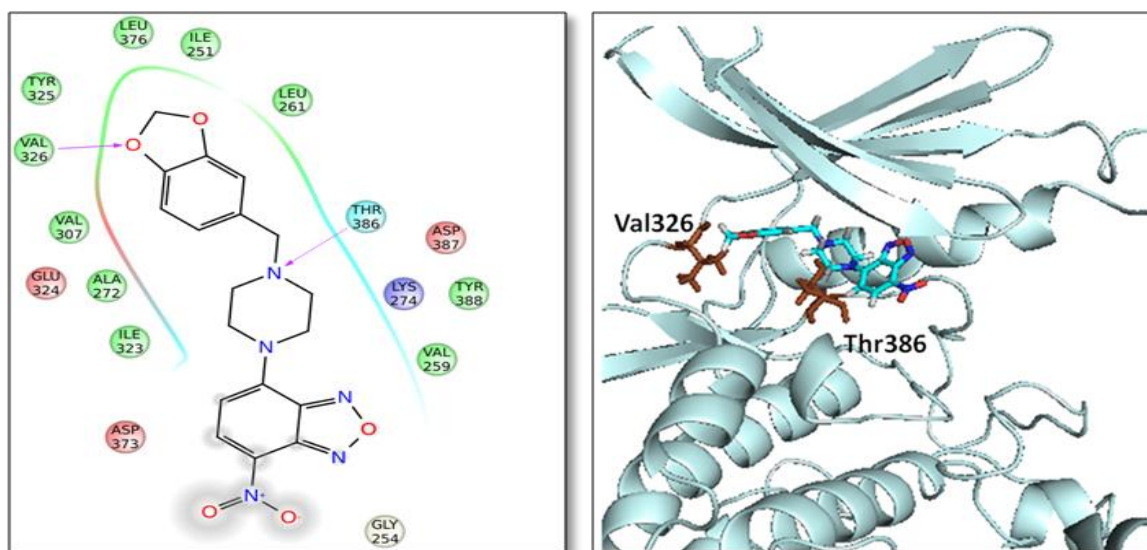 LEU
376
ILE
251
TYR
325
LEU
261
VAL
326
O
O
VAL
307
THR
386
ASP
387
GLU
324
ALA
272
N
LYS
274
TYR
388
ILE
323
N
VAL
259
N
O
N
ASP
373
N+
O
O-
GLY
254
Val326
Thr386